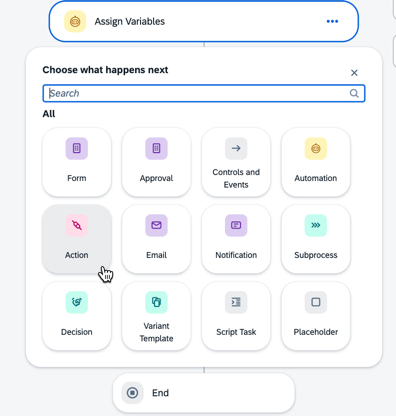 Assign Variables
Choose what happens next
Search
All
Form
Approval
Controls and
Events
Automation
Action
Email
Notification
Subprocess
Decision
Variant
Template
Script Task
Placeholder
End